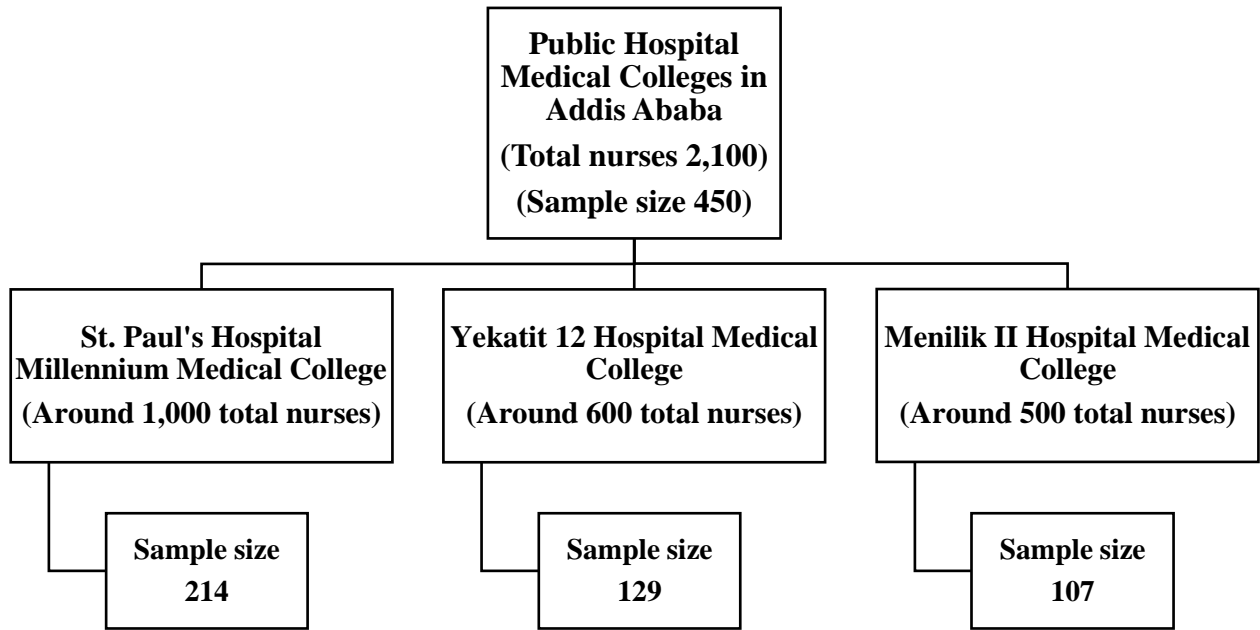 Public Hospital
Medical Colleges in
Addis Ababa
(Total nurses 2,100)
(Sample size 450)
St. Paul's Hospital
Millennium Medical College
(Around 1,000 total nurses)
Yekatit 12 Hospital Medical
College
(Around 600 total nurses)
Menilik II Hospital Medical
College
(Around 500 total nurses)
Sample size
214
Sample size
129
Sample size
107